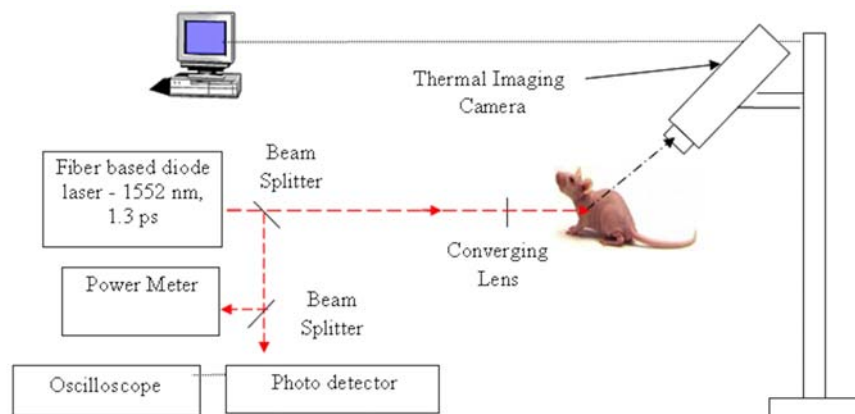 Thermal Imaging
Camera
Fiber based diode
laser - 1552 nm,
1.3 ps
Beam
Splitter
Converging
Lens
Power Meter
Beam
Splitter
Oscilloscope
Photo detector